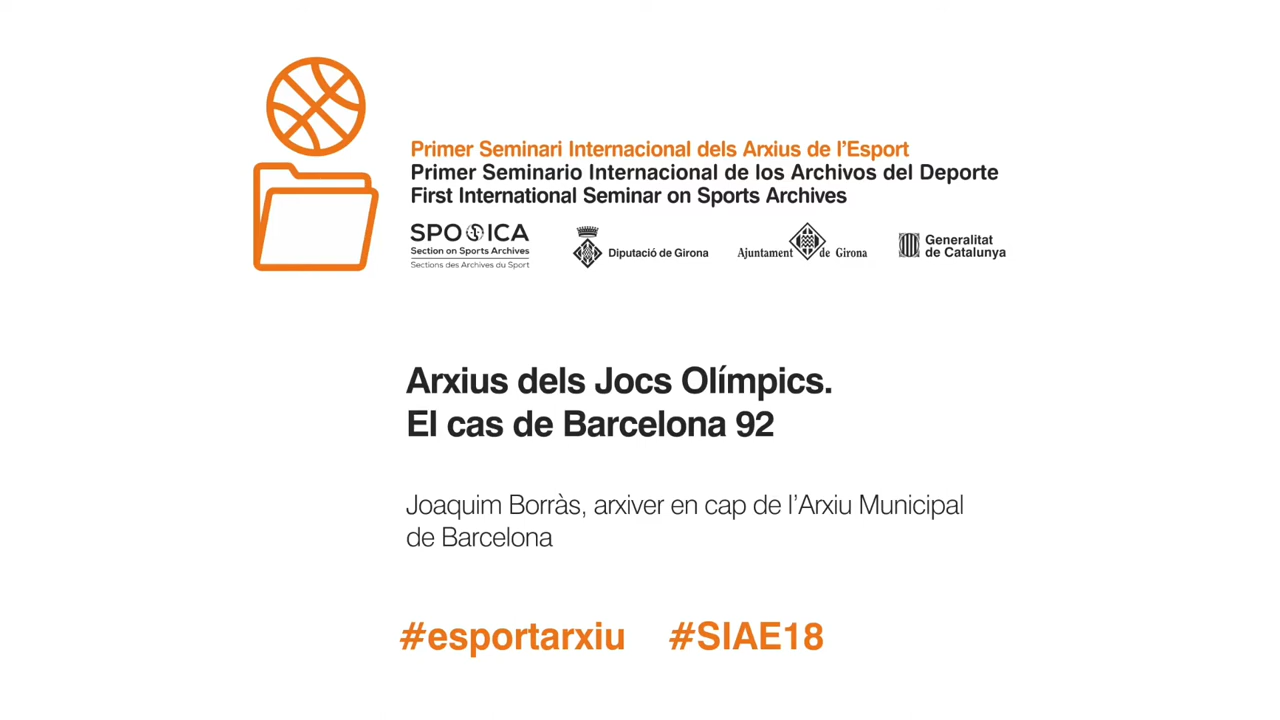 Primer Seminari Internacional dels Arxius de l’Esport
Primer Seminario Internacional de los Archivos del Deporte
First International Seminar on Sports Archives
SPO ICA
Section on Sports Archives
Sections des Archives du Sport
Diputació de Girona
Ajuntament de Girona
Generalitat
de Catalunya
Arxius dels Jocs Olímpics.
El cas de Barcelona 92
Joaquim Borràs, arxiver en cap de l’Arxiu Municipal
de Barcelona
#esportarxiu #SIAE18